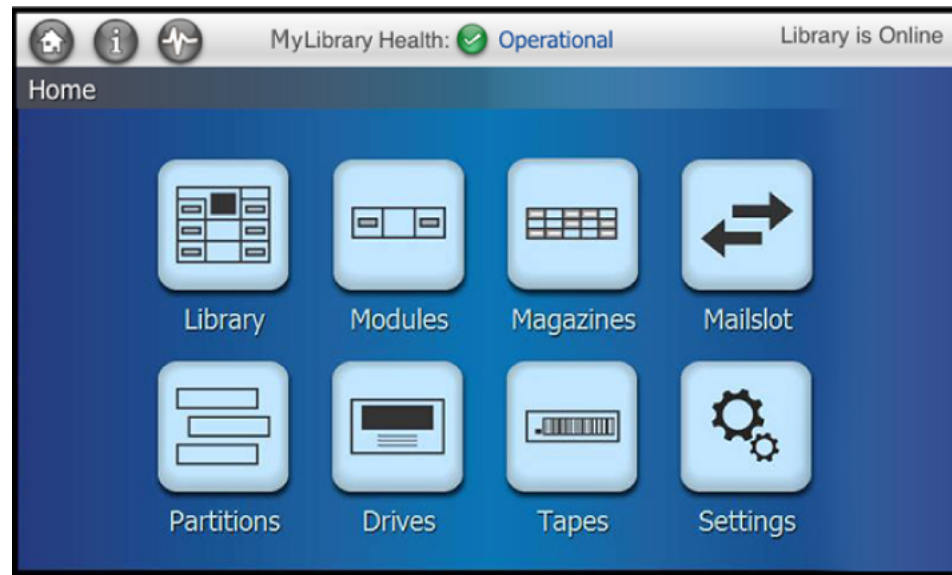 MyLibrary Health: Operational Library is Online
Home
Library Modules Magazines Mailslot
Partitions Drives Tapes Settings